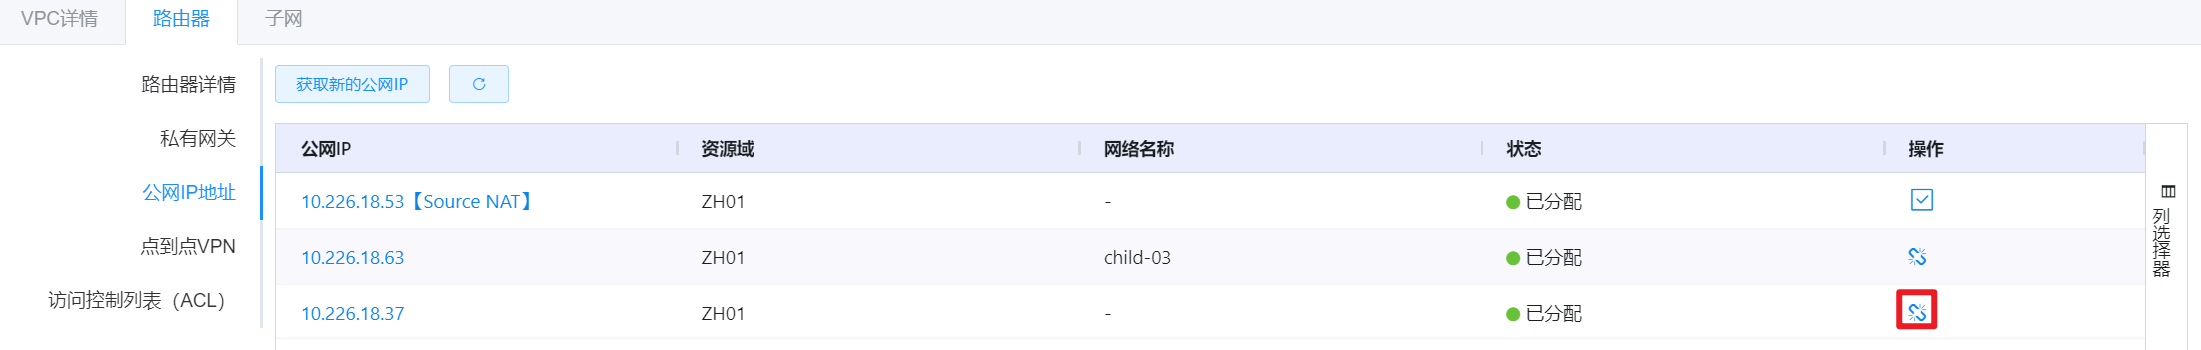 VPC详情 路由器 子网
路由器详情
私有网关
公网IP地址
点到点VPN
访问控制列表（ACL）
获取新的公网IP
公网IP 资源域 网络名称 状态 操作
10.226.18.53【Source NAT】 ZH01 - 已分配
10.226.18.63 ZH01 child-03 已分配
10.226.18.37 ZH01 - 已分配
列选择器